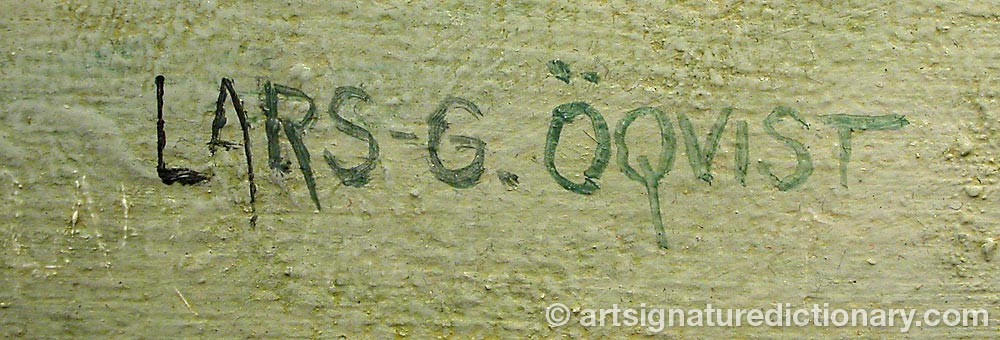 LARS-G. ÖQVIST
© artsignaturedictionary.com